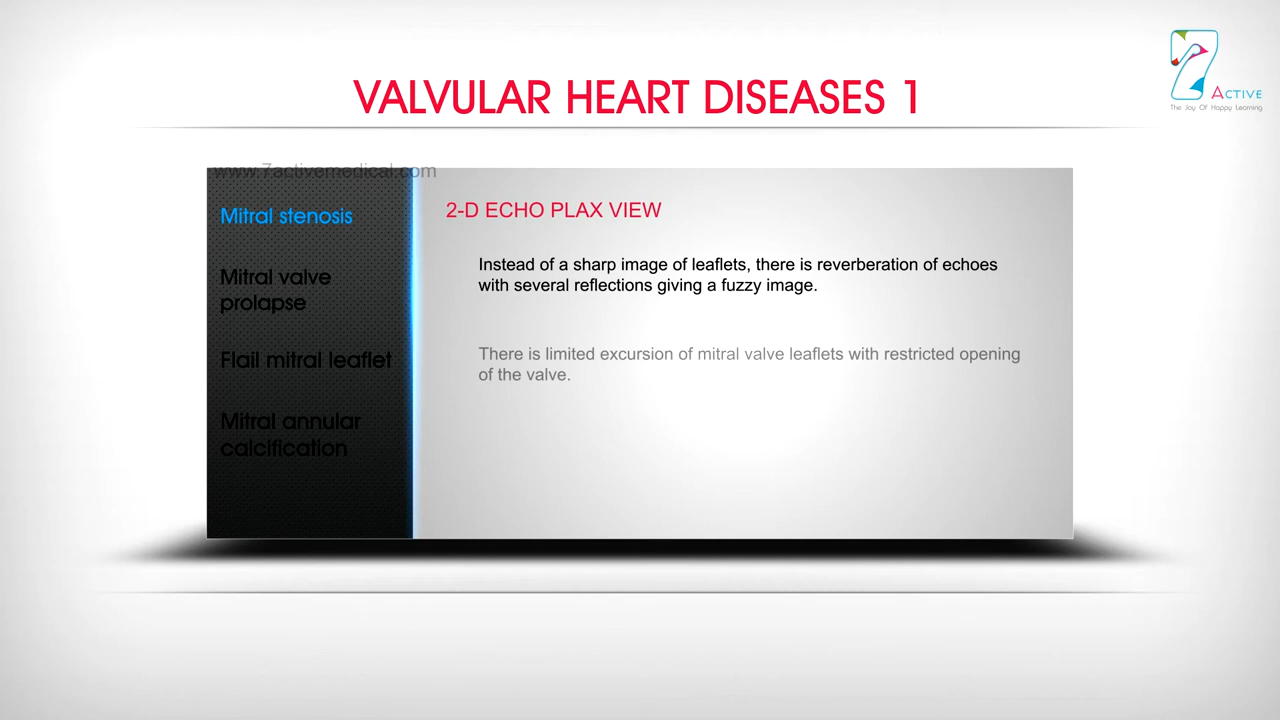 VALVULAR HEART DISEASES 1
7
ACTIVE
The Joy Of Happy Learning
www.7activemedical.com
Mitral stenosis
Mitral valve
prolapse
Flail mitral leaflet
Mitral annular
calcification
2-D ECHO PLAX VIEW
Instead of a sharp image of leaflets, there is reverberation of echoes
with several reflections giving a fuzzy image.
There is limited excursion of mitral valve leaflets with restricted opening
of the valve.